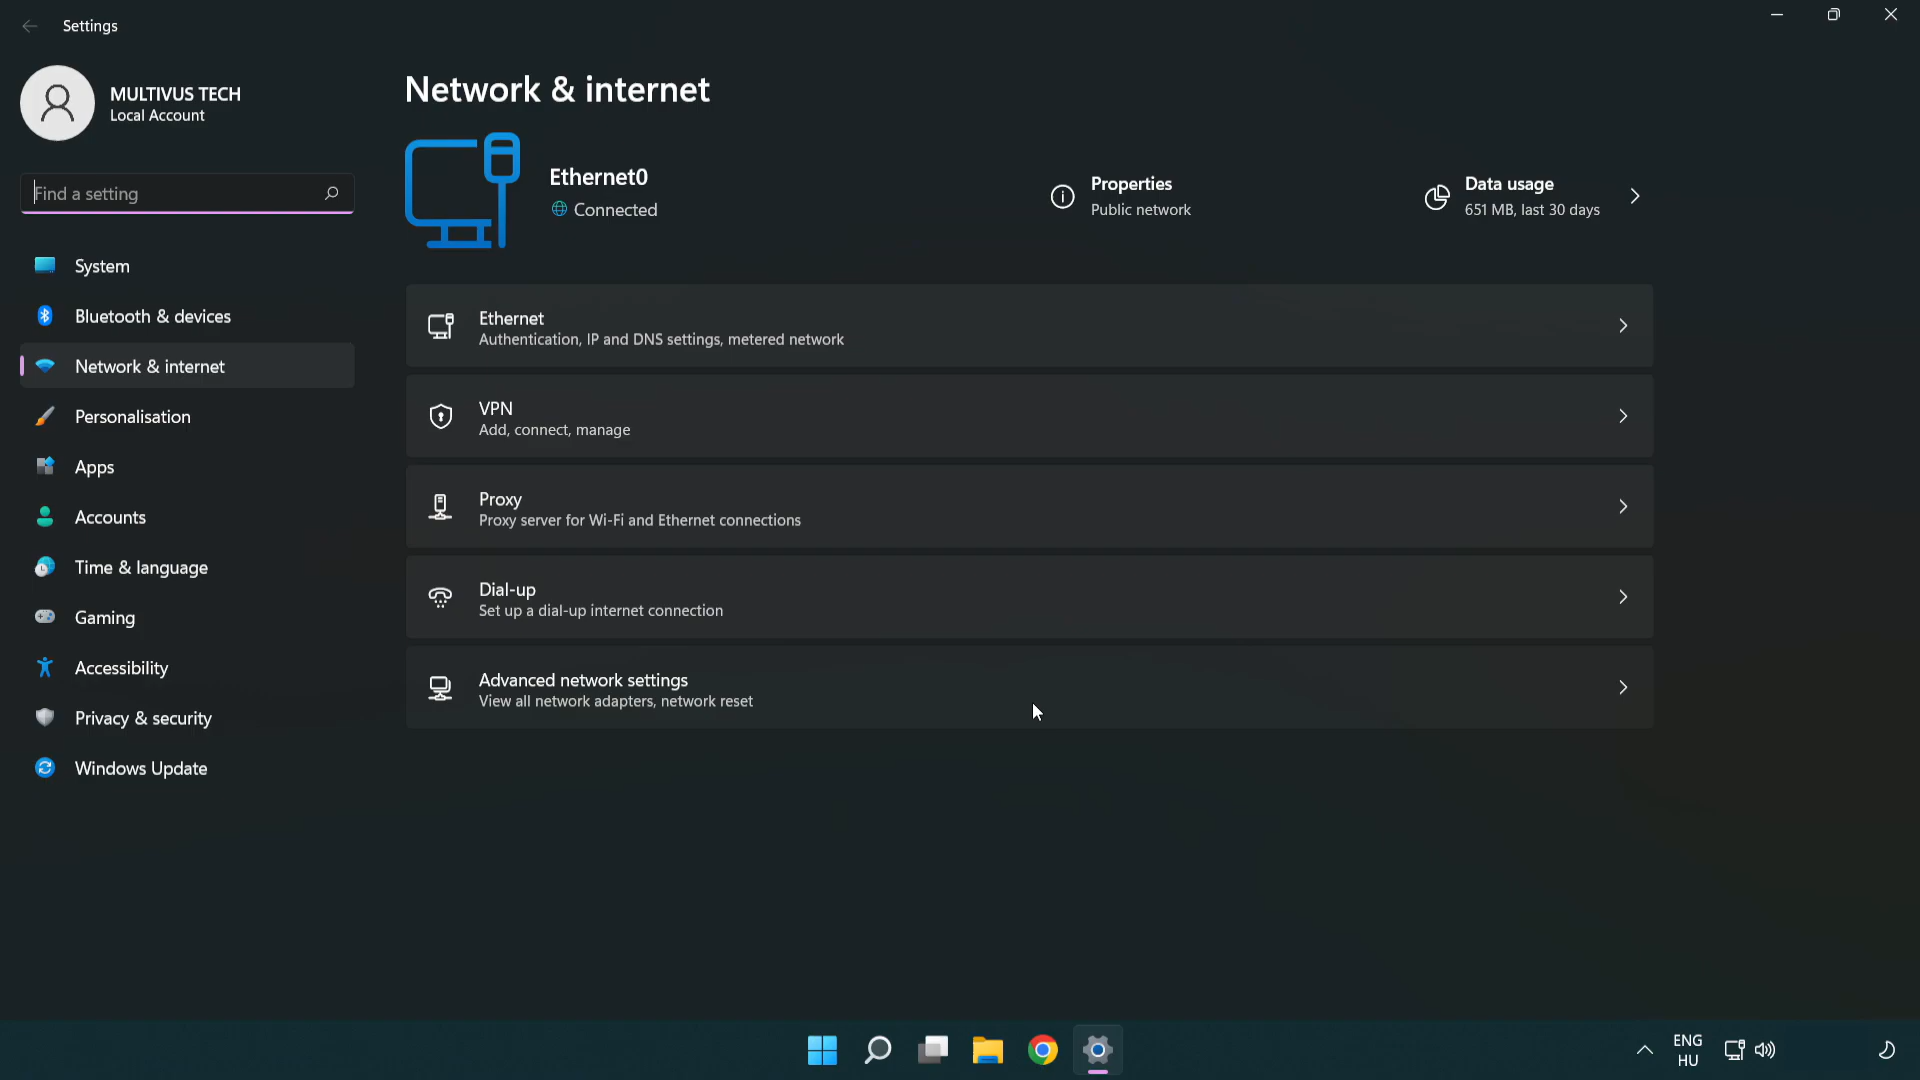 Settings
MULTIVUS TECH
Local Account
Find a setting
System
Bluetooth & devices
Network & internet
Personalisation
Apps
Accounts
Time & language
Gaming
Accessibility
Privacy & security
Windows Update
Network & internet
Ethernet0
Connected
Properties
Public network
Data usage
651 MB, last 30 days
Ethernet
Authentication, IP and DNS settings, metered network
VPN
Add, connect, manage
Proxy
Proxy server for Wi-Fi and Ethernet connections
Dial-up
Set up a dial-up internet connection
Advanced network settings
View all network adapters, network reset
ENG
HU